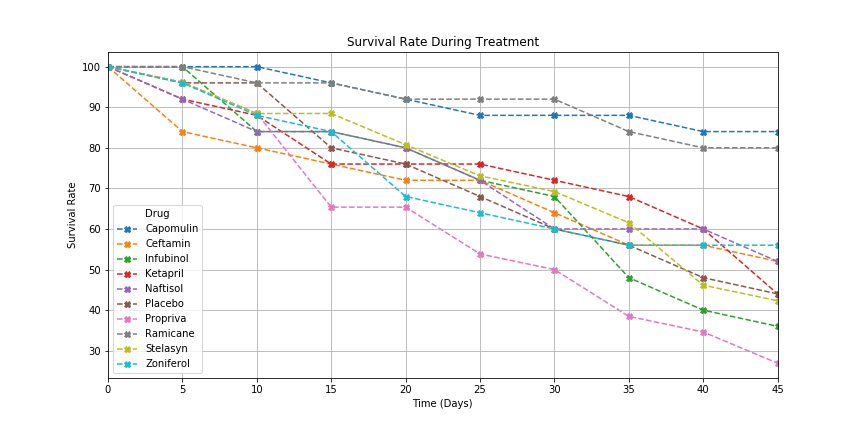 Survival Rate During Treatment
100
90
80
70
60
50
40
30
Survival Rate
Drug
Capomulin
Ceftamin
Infubinol
Ketapril
Naftisol
Placebo
Propriva
Ramicane
Stelasyn
Zoniferol
0 5 10 15 20 25 30 35 40 45
Time (Days)